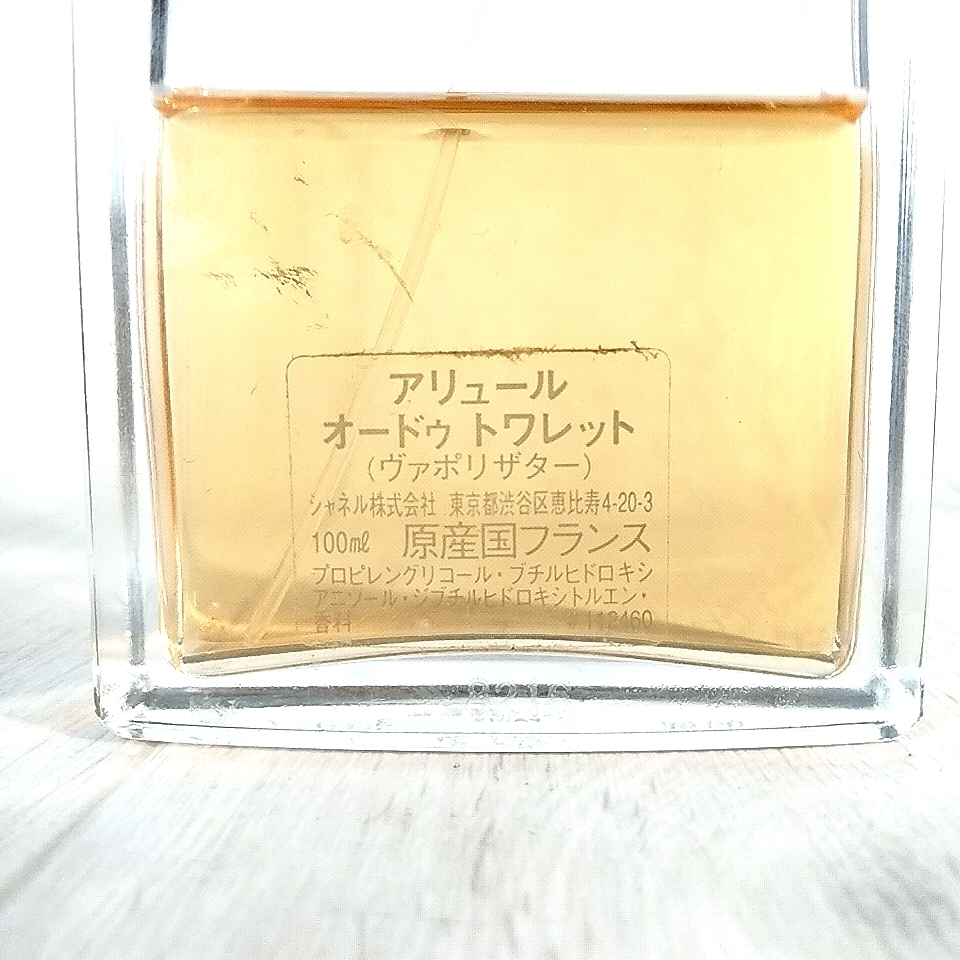 アリュール
オードゥ トワレット
(ヴァポリザター)
シャネル株式会社 東京都渋谷区恵比寿4-20-3
100㎖ 原産国フランス
プロピレングリコール・ブチルヒドロキシ
アニソール・ジブチルヒドロキシトルエン・
香料 #112460